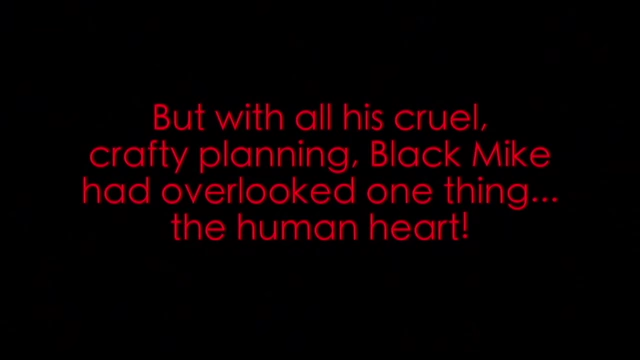 But with all his cruel,
crafty planning, Black Mike
had overlooked one thing...
the human heart!